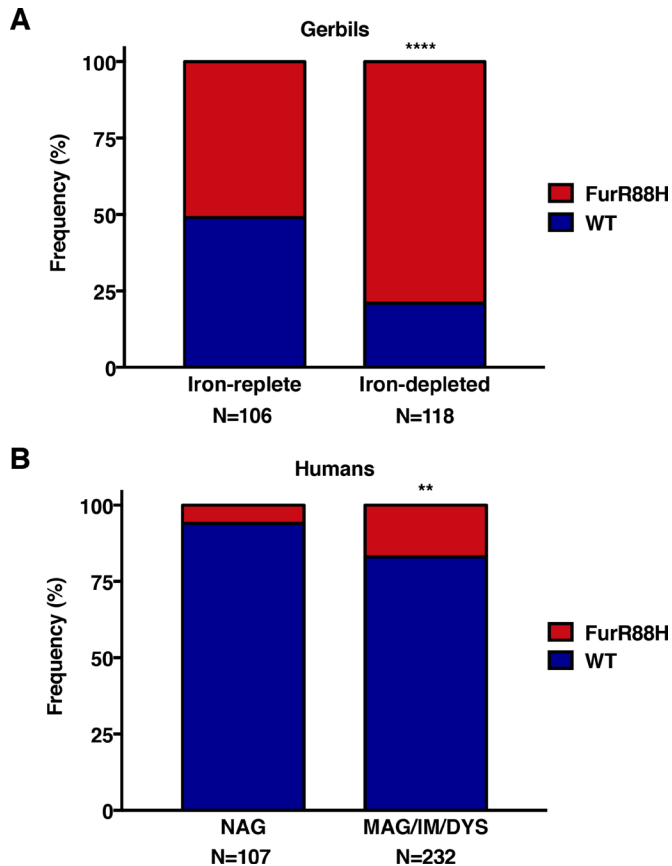 A
Gerbils
****
Frequency (%)
100
75
50
25
0
Iron-replete
Iron-depleted
N=106
N=118
FurR88H
WT
B
Humans
**
Frequency (%)
100
75
50
25
0
NAG
MAG/IM/DYS
N=107
N=232
FurR88H
WT